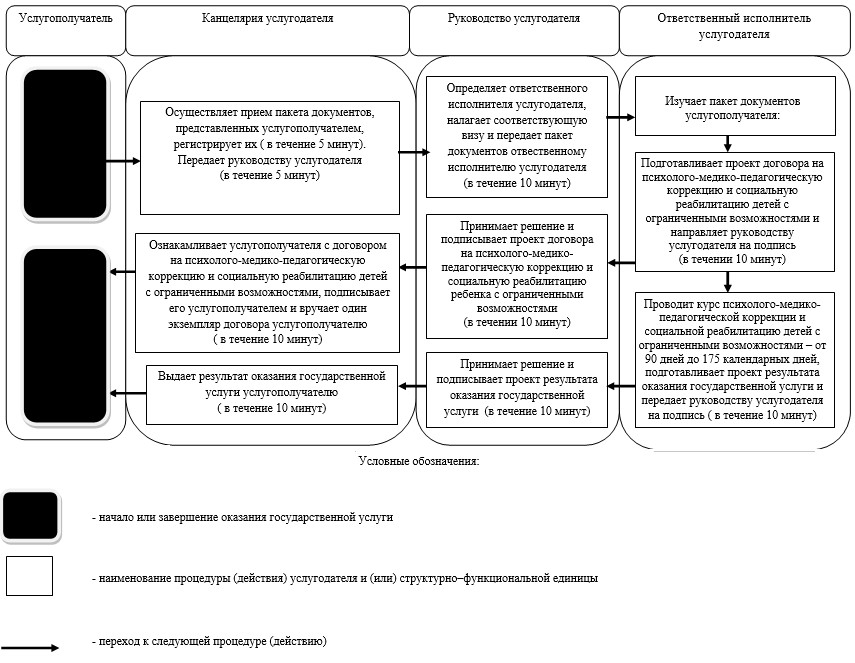 Услугополучатель
Канцелярия услугодателя
Руководство услугодателя
Ответственный исполнитель
услугодателя
Осуществляет прием пакета документов,
представленных услугополучателем,
регистрирует их ( в течение 5 минут).
Передает руководству услугодателя
(в течение 5 минут)
Определяет ответственного
исполнителя услугодателя,
налагает соответствующую
визу и передает пакет
документов отвественному
исполнителю услугодателя
(в течение 10 минут)
Изучает пакет документов
услугополучателя:
Подготавливает проект договора на
психолого-медико-педагогическую
коррекцию и социальную
реабилитацию детей с
ограниченными возможностями и
направляет руководству
услугодателя на подпись
(в течении 10 минут)
Принимает решение и
подписывает проект договора
на психолого-медико-
педагогическую коррекцию и
социальную реабилитацию
ребенка с ограниченными
возможностями
(в течении 10 минут)
Ознакамливает услугополучателя с договором
на психолого-медико-педагогическую
коррекцию и социальную реабилитацию детей
с ограниченными возможностями, подписывает
его услугополучателем и вручает один
экземпляр договора услугополучателю
( в течение 10 минут)
Проводит курс психолого-медико-
педагогической коррекции и
социальной реабилитацию детей с
ограниченными возможностями – от
90 дней до 175 календарных дней,
подготавливает проект результата
оказания государственной услуги и
передает руководству услугодателя
на подпись ( в течение 10 минут)
Принимает решение и
подписывает проект результата
оказания государственной
услуги (в течение 10 минут)
Выдает результат оказания государственной
услуги услугополучателю
( в течение 10 минут)
Условные обозначения:
- начало или завершение оказания государственной услуги
- наименование процедуры (действия) услугодателя и (или) структурно–функциональной единицы
- переход к следующей процедуре (действию)